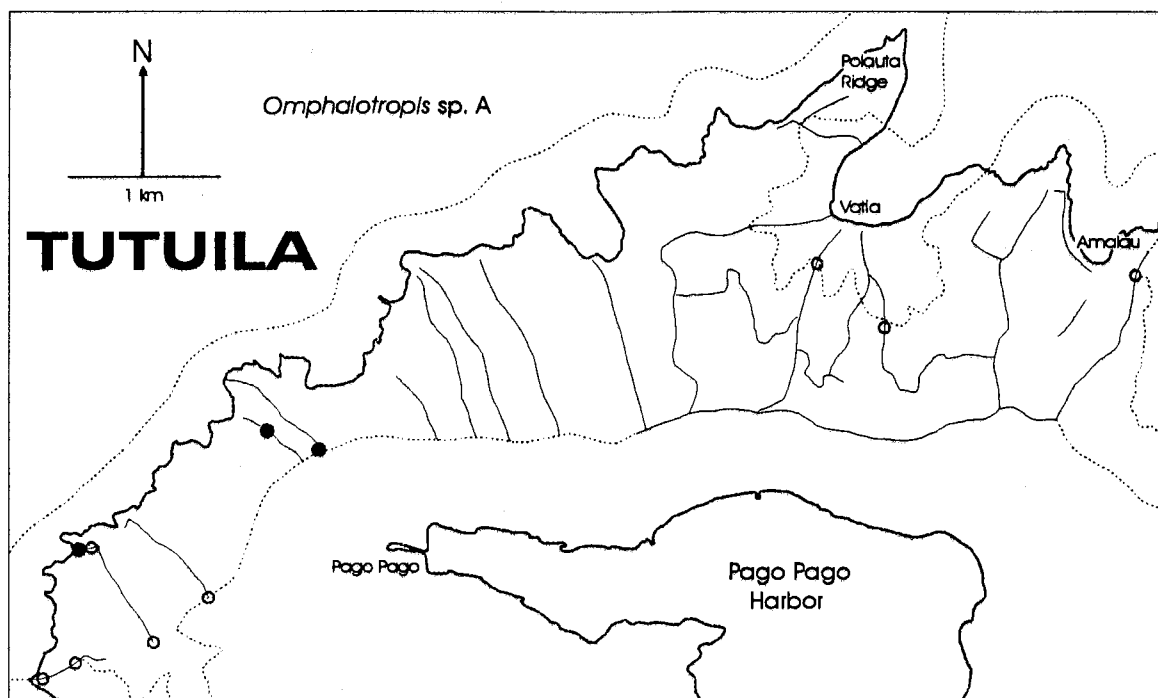 N
Omphalotropis sp. A
1 km
TUTUILA
Polauta
Ridge
Vatia
Amalau
Pago Pago
Pago Pago
Harbor